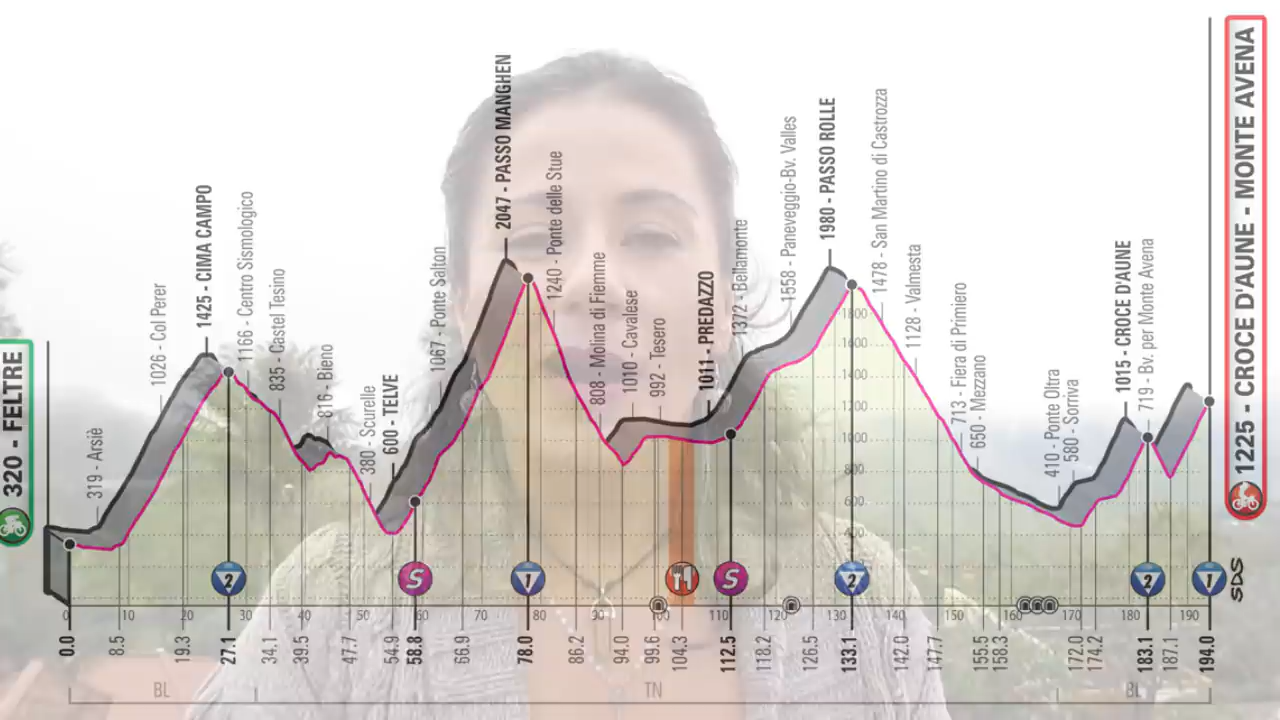 320 - FELTRE
319 - Arsiè
1026 - Col Perer
1425 - CIMA CAMPO
1166 - Centro Sismologico
835 - Castel Tesino
816 - Bieno
380 - Scurelle
600 - TELVE
1067 - Ponte Salton
2047 - PASSO MANGHEN
1240 - Ponte delle Stue
808 - Molina di Fiemme
1010 - Cavalese
992 - Tesero
1011 - PREDAZZO
1372 - Bellamonte
1558 - Paneveggio-Bv. Valles
1980 - PASSO ROLLE
1478 - San Martino di Castrozza
1128 - Valmesta
713 - Fiera di Primiero
650 - Mezzano
410 - Ponte Oltra
580 - Sorriva
1015 - CROCE D'AUNE
719 - Bv. per Monte Avena
1225 - CROCE D'AUNE - MONTE AVENA
1800
1600
1400
1200
1000
800
600
400
2 S 1 S 2 2 1
SDS
0 10 20 30 40 50 60 70 80 90 100 110 120 130 140 150 160 170 180 190
0.0 8.5 19.3 27.1 34.1 39.5 47.7 54.9 58.8 66.9 78.0 86.2 94.0 99.6 104.3 112.5 118.2 126.5 133.1 142.0 147.7 155.5 158.3 172.0 174.2 183.1 187.1 194.0
BL TN BL